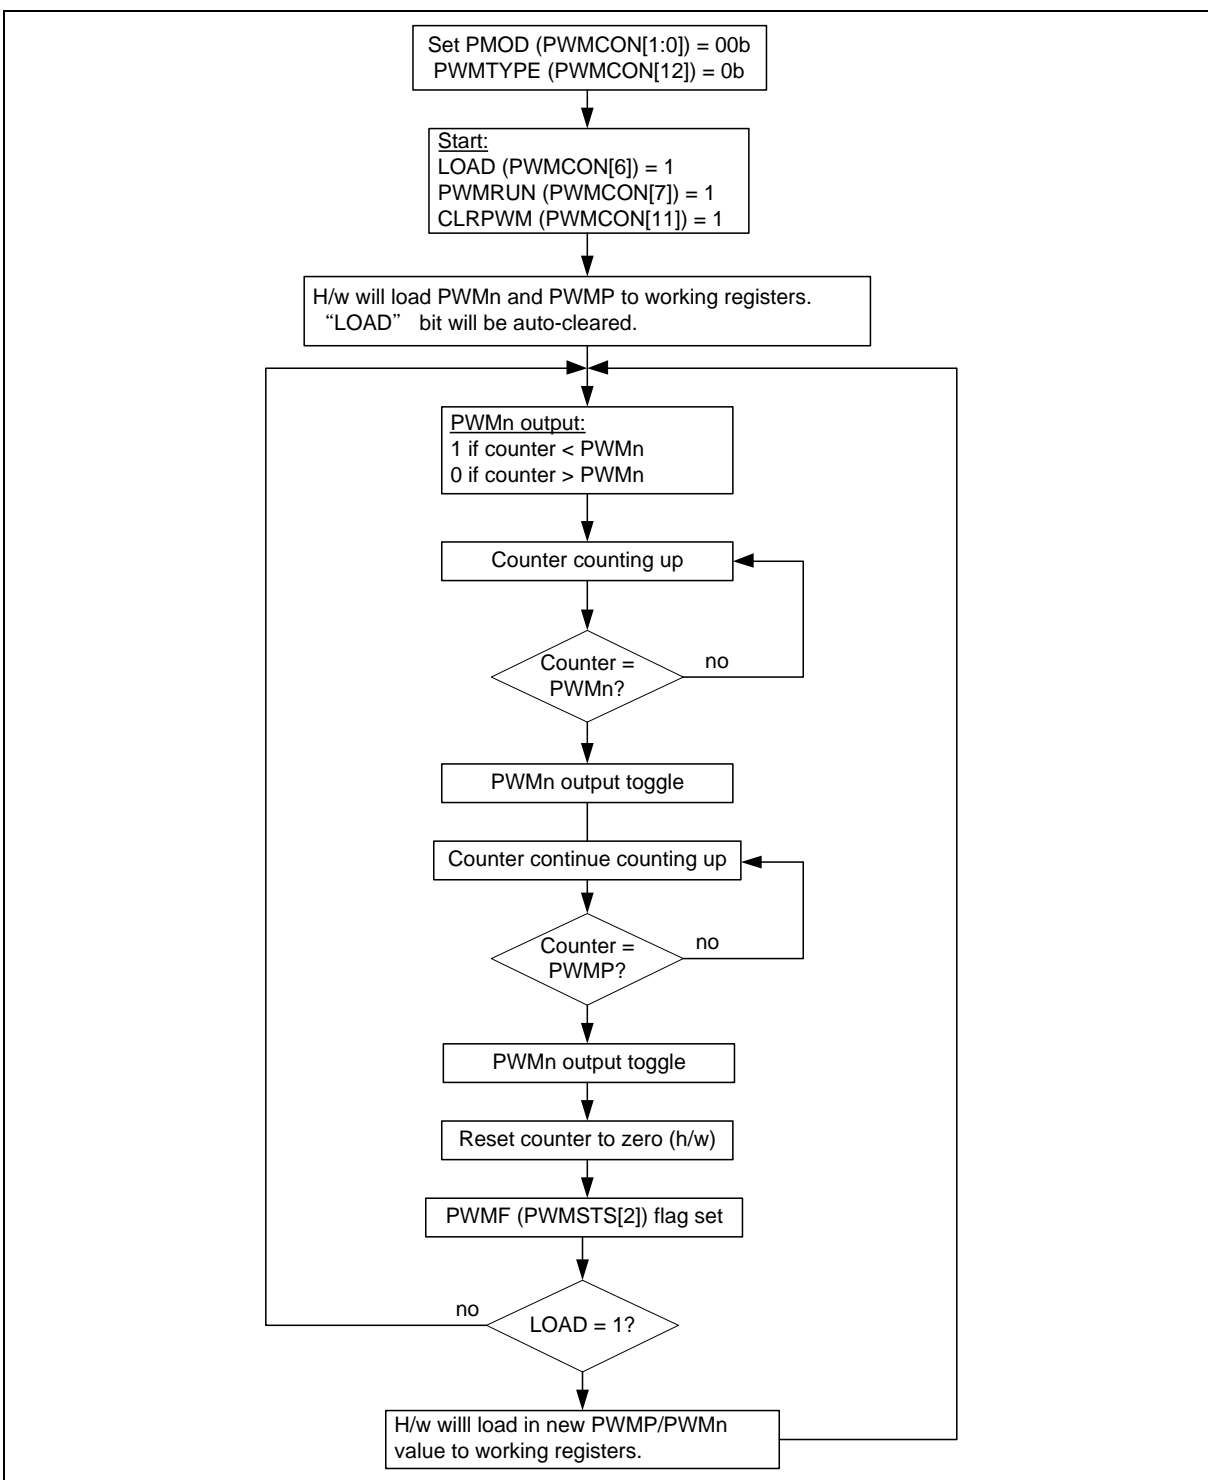 Set PMOD (PWMCON[1:0]) = 00b
PWMTYPE (PWMCON[12]) = 0b
Start:
LOAD (PWMCON[6]) = 1
PWMRUN (PWMCON[7]) = 1
CLRPWM (PWMCON[11]) = 1
H/w will load PWMn and PWMP to working registers.
“LOAD” bit will be auto-cleared.
PWMn output:
1 if counter < PWMn
0 if counter > PWMn
Counter counting up
Counter =
PWMn?
no
PWMn output toggle
Counter continue counting up
Counter =
PWMP?
no
PWMn output toggle
Reset counter to zero (h/w)
PWMF (PWMSTS[2]) flag set
no
LOAD = 1?
H/w willl load in new PWMP/PWMn
value to working registers.